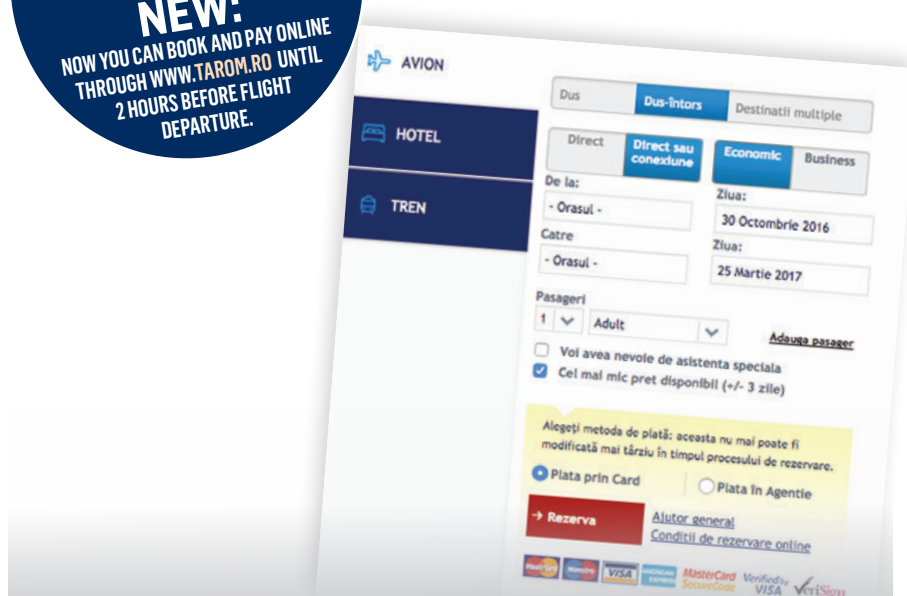 NEW!
NOW YOU CAN BOOK AND PAY ONLINE
THROUGH WWW.TAROM.RO UNTIL
2 HOURS BEFORE FLIGHT
DEPARTURE.
AVION
HOTEL
TREN
Dus
Dus-întors
Destinatii multiple
Direct
Direct sau
conexiune
Economic
Business
De la:
Ziua:
- Orasul -
30 Octombrie 2016
Catre
Ziua:
- Orasul -
25 Martie 2017
Pasageri
1
Adult
Adauga pasager
Voi avea nevoie de asistenta speciala
Cel mai mic pret disponibil (+/- 3 zile)
Alegeți metoda de plată: aceasta nu mai poate fi
modificată mai târziu în timpul procesului de rezervare.
Plata prin Card
Plata în Agentie
→ Rezerva
Ajutor general
Conditii de rezervare online
MasterCard
Maestro
VISA
AMERICAN
EXPRESS
MasterCard
SecureCode
Verified by
VISA
VeriSign